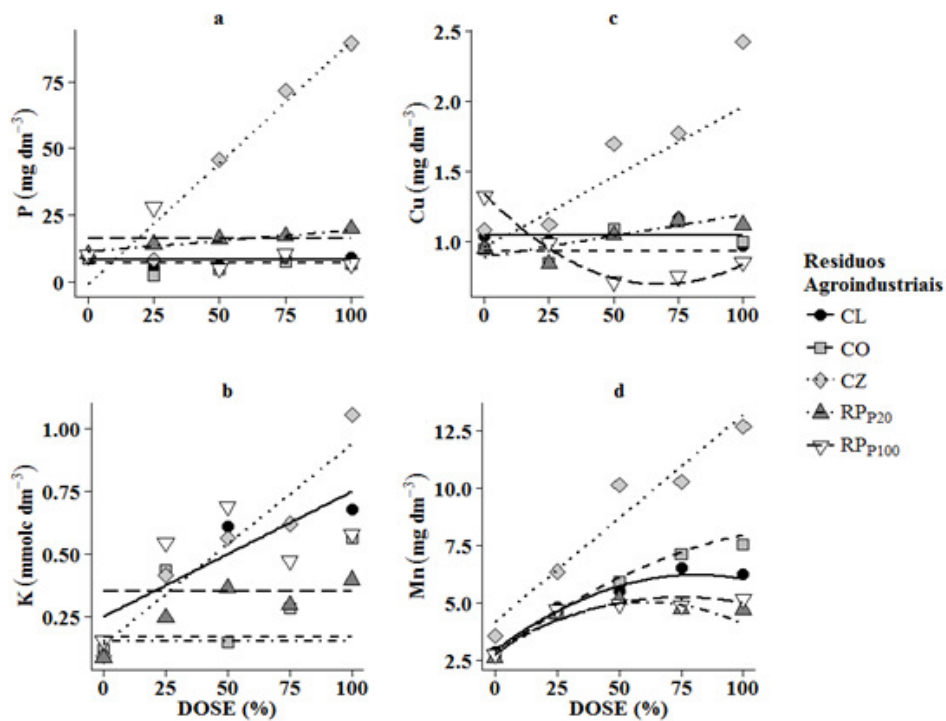 a
P (mg dm⁻³)
75
50
25
0
0 25 50 75 100
c
Cu (mg dm⁻³)
2.5
2.0
1.5
1.0
0 25 50 75 100
b
K (mmolc dm⁻³)
1.00
0.75
0.50
0.25
0 25 50 75 100
DOSE (%)
d
Mn (mg dm⁻³)
12.5
10.0
7.5
5.0
2.5
0 25 50 75 100
DOSE (%)
Residuos
Agroindustriais
CL
CO
CZ
RP_P20
RP_P100